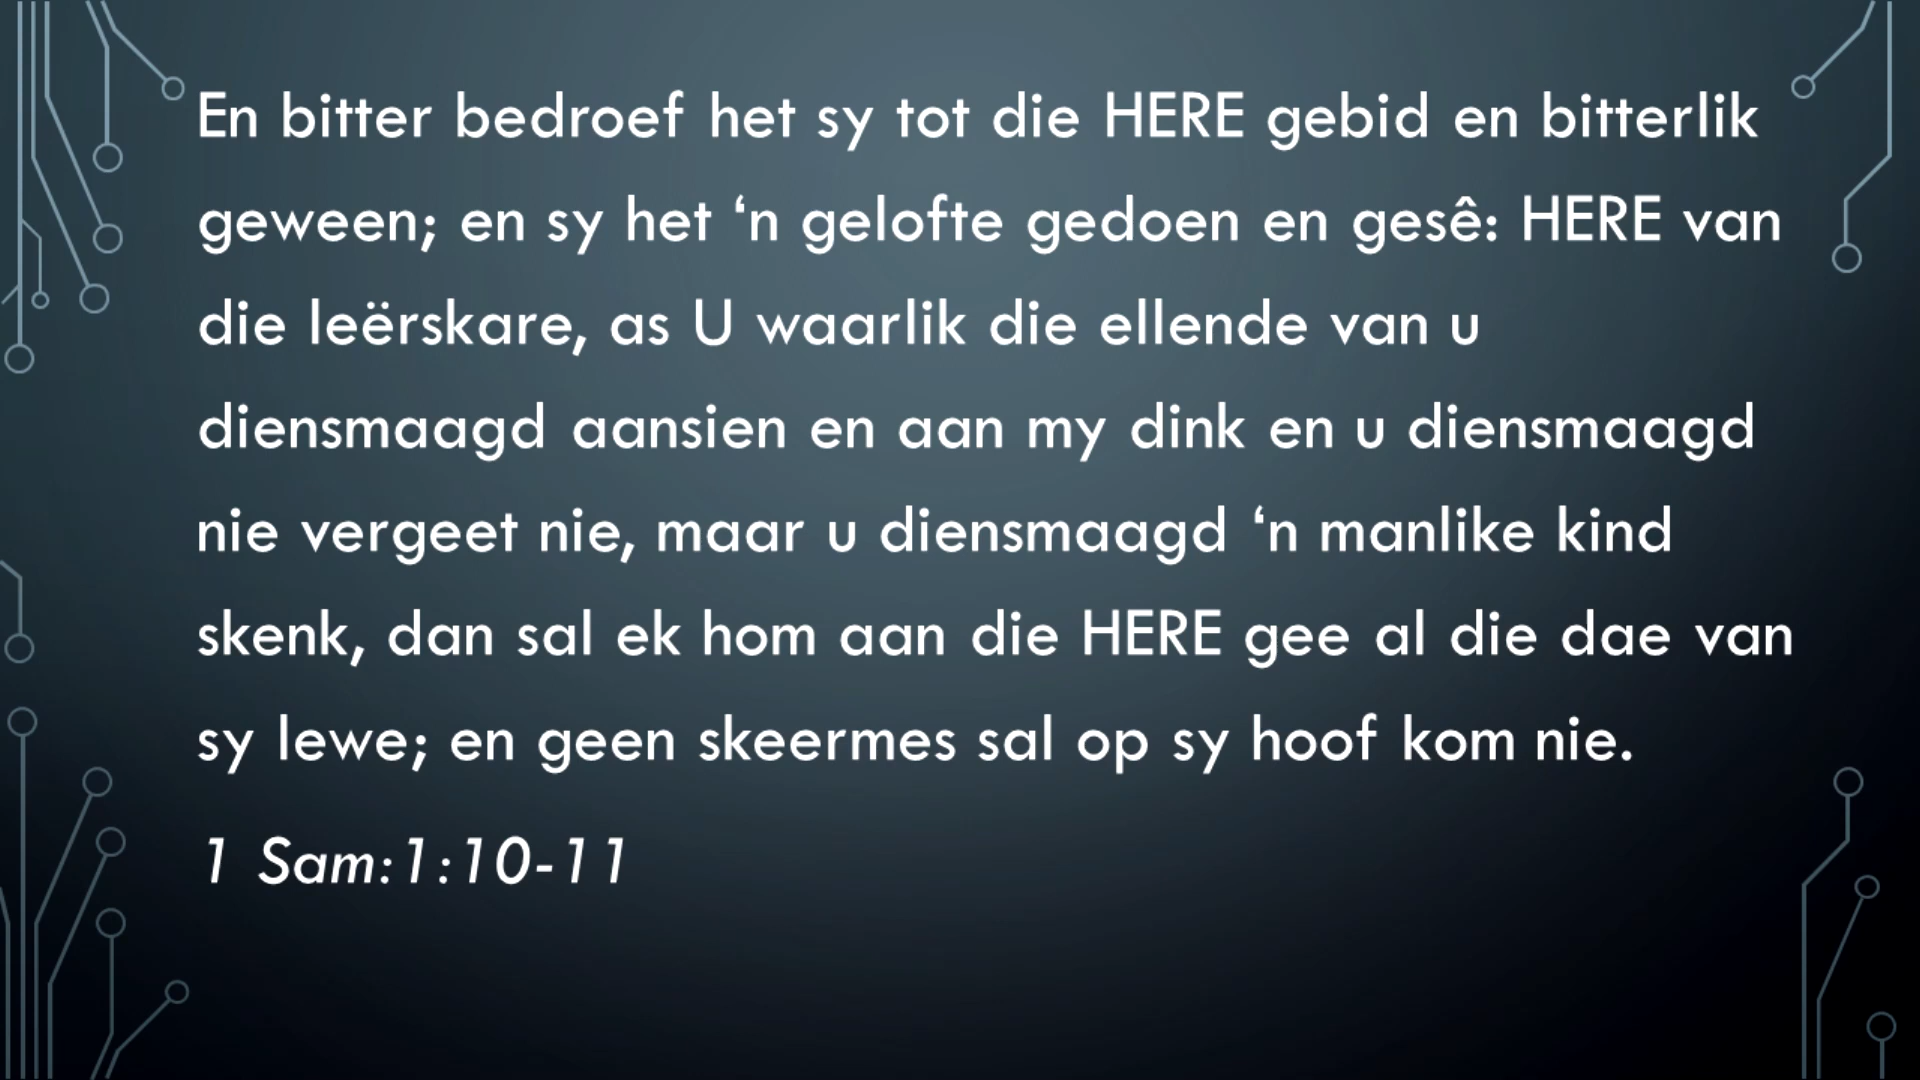 En bitter bedroef het sy tot die HERE gebid en bitterlik
geween; en sy het ‘n gelofte gedoen en gesê: HERE van
die leërskare, as U waarlik die ellende van u
diensmaagd aansien en aan my dink en u diensmaagd
nie vergeet nie, maar u diensmaagd ‘n manlike kind
skenk, dan sal ek hom aan die HERE gee al die dae van
sy lewe; en geen skeermes sal op sy hoof kom nie.
1 Sam:1:10-11